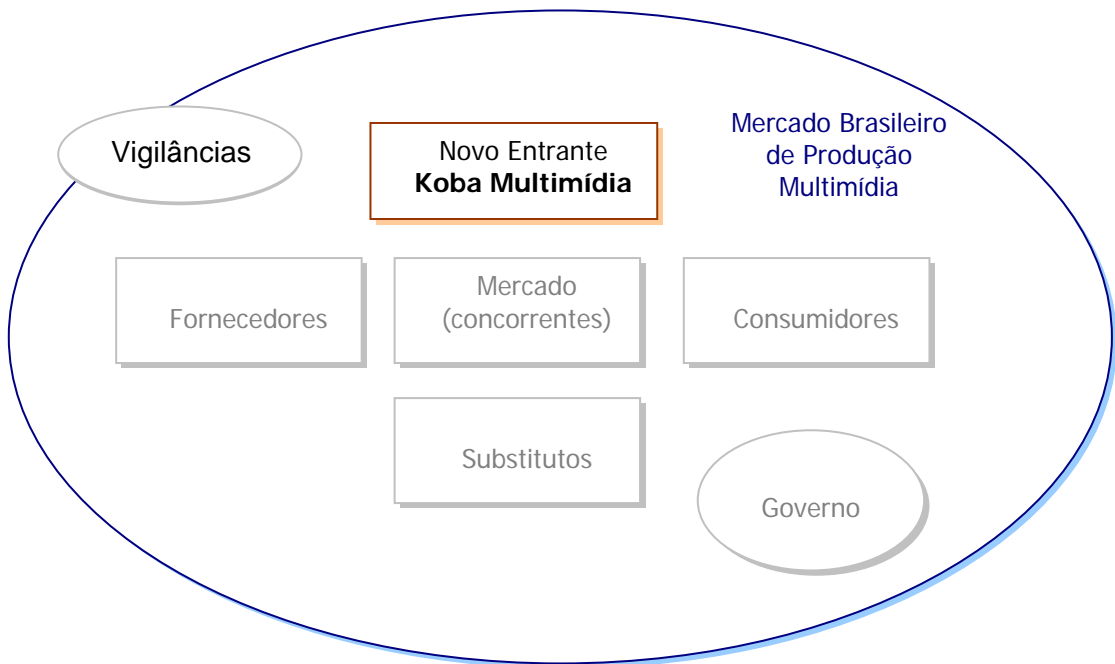 Vigilâncias
Novo Entrante
Koba Multimídia
Mercado Brasileiro
de Produção
Multimídia
Fornecedores
Mercado
(concorrentes)
Consumidores
Substitutos
Governo